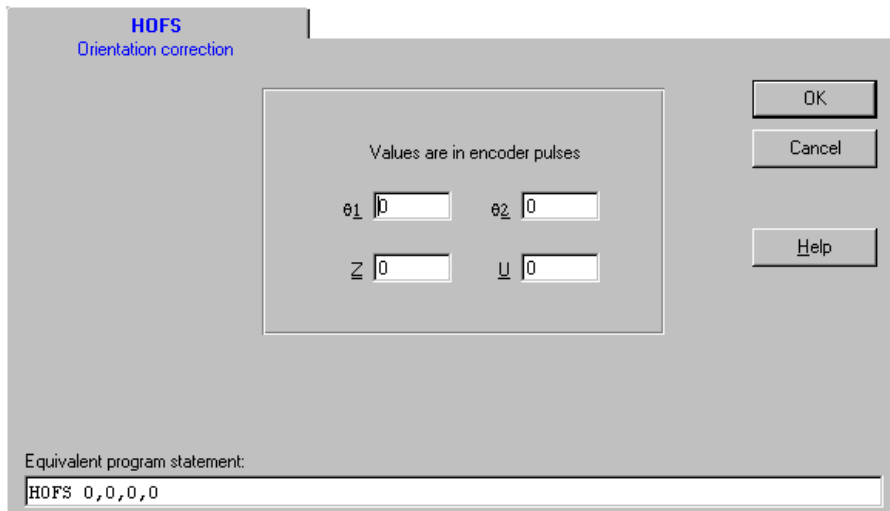 HOFS
Orientation correction
OK
Values are in encoder pulses
Cancel
θ1 0 θ2 0
Help
Z 0 U 0
Equivalent program statement:
HOFS 0,0,0,0